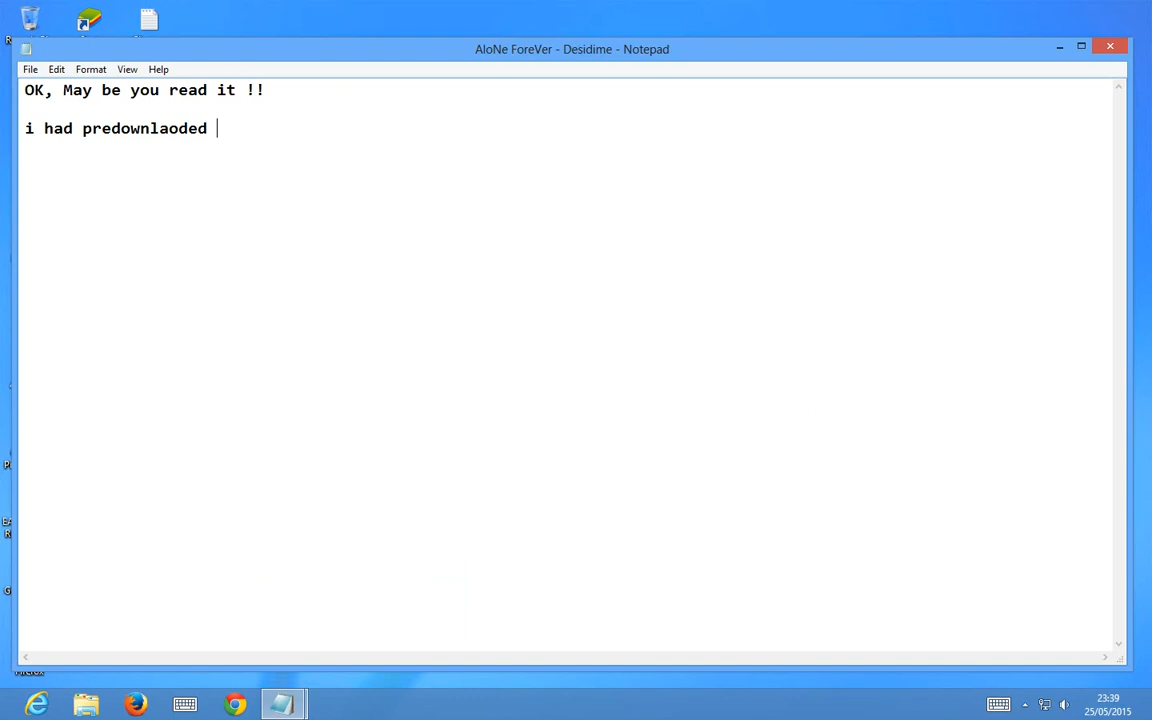 AloNe ForeVer - Desidime - Notepad
File Edit Format View Help
OK, May be you read it !!
i had predownlaoded
23:39
25/05/2015